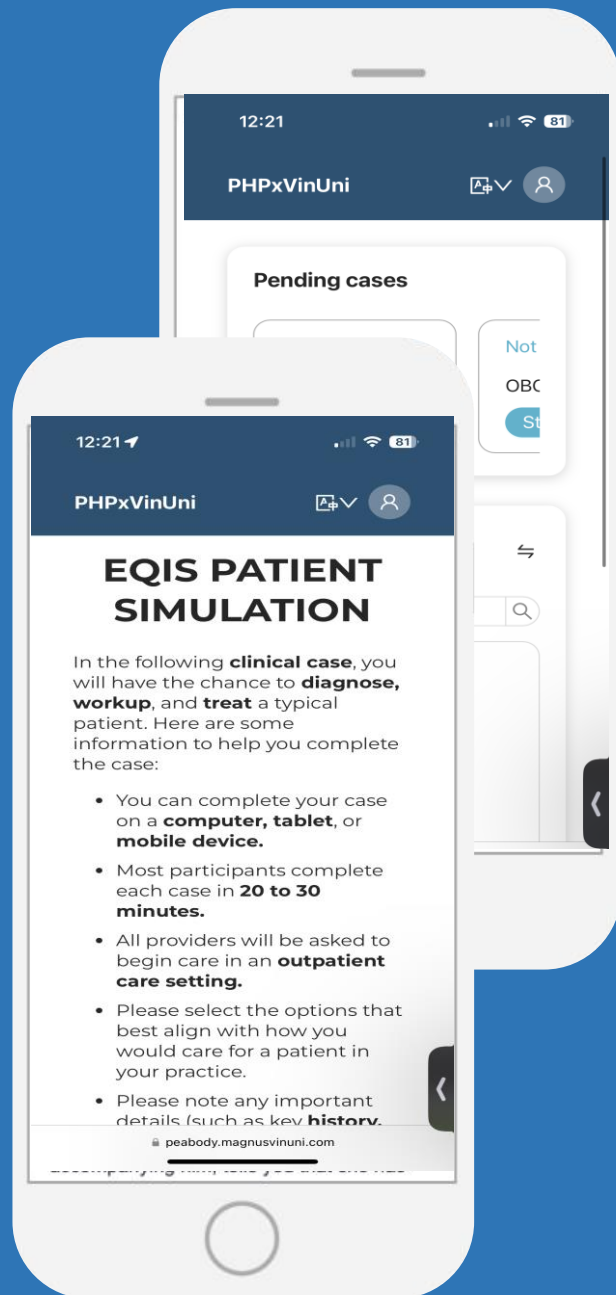 12:21
81
PHPxVinUni
Pending cases
Not
OBC
St
12:21
81
PHPxVinUni
EQIS PATIENT
SIMULATION
In the following clinical case, you
will have the chance to diagnose,
workup, and treat a typical
patient. Here are some
information to help you complete
the case:
• You can complete your case
on a computer, tablet, or
mobile device.
• Most participants complete
each case in 20 to 30
minutes.
• All providers will be asked to
begin care in an outpatient
care setting.
• Please select the options that
best align with how you
would care for a patient in
your practice.
• Please note any important
details (such as key history,
peabody.magnusvinuni.com